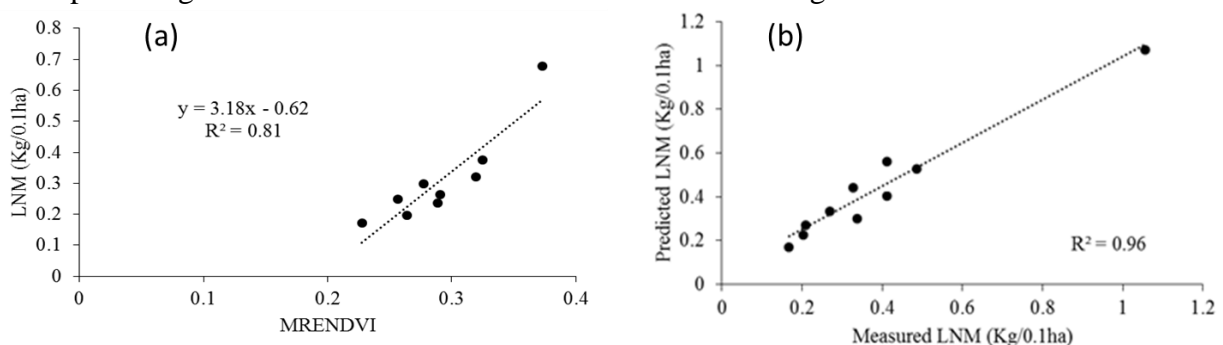 (a)
LNM (Kg/0.1ha)
0.8
0.7
0.6
0.5
0.4
0.3
0.2
0.1
0
y = 3.18x - 0.62
R² = 0.81
0 0.1 0.2 0.3 0.4
MRENDVI
(b)
Predicted LNM (Kg/0.1ha)
1.2
1
0.8
0.6
0.4
0.2
0
R² = 0.96
0 0.2 0.4 0.6 0.8 1 1.2
Measured LNM (Kg/0.1ha)